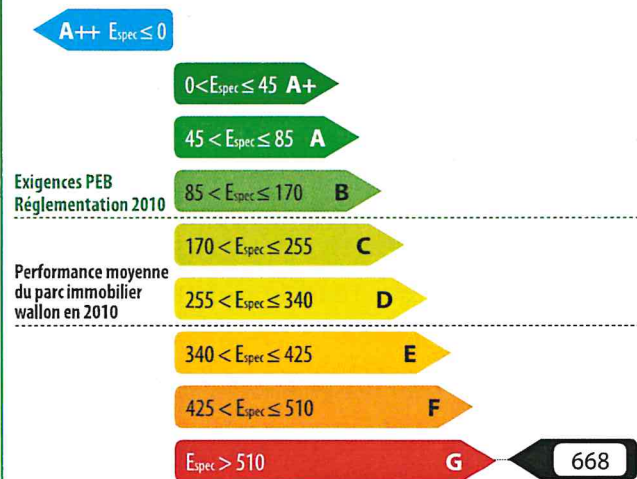 A++ Espec ≤ 0
0 < Espec ≤ 45 A+
45 < Espec ≤ 85 A
Exigences PEB
Réglementation 2010
85 < Espec ≤ 170 B
170 < Espec ≤ 255 C
Performance moyenne
du parc immobilier
wallon en 2010
255 < Espec ≤ 340 D
340 < Espec ≤ 425 E
425 < Espec ≤ 510 F
Espec > 510 G 668